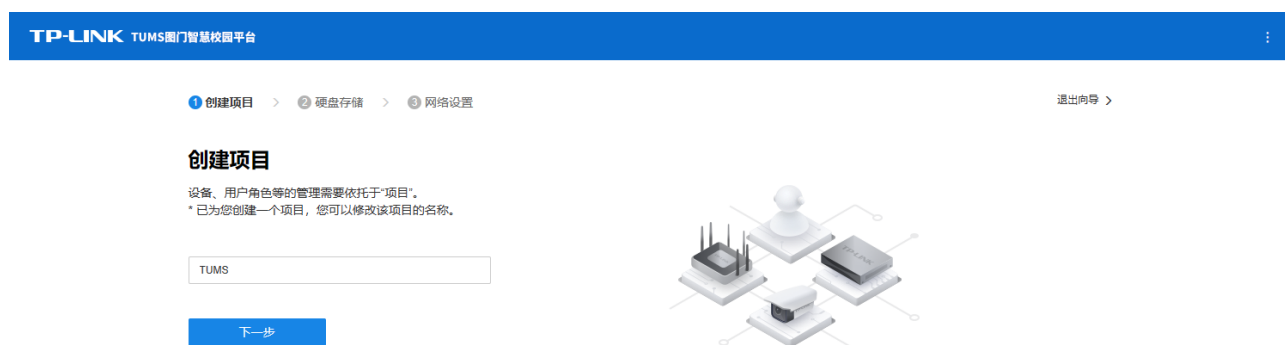 TP-LINK TUMS图门智慧校园平台
1 创建项目 > 2 硬盘存储 > 3 网络设置 退出向导 >
创建项目
设备、用户角色等的管理需要依托于“项目”。
* 已为您创建一个项目，您可以修改该项目的名称。
TUMS
TP-LINK
下一步